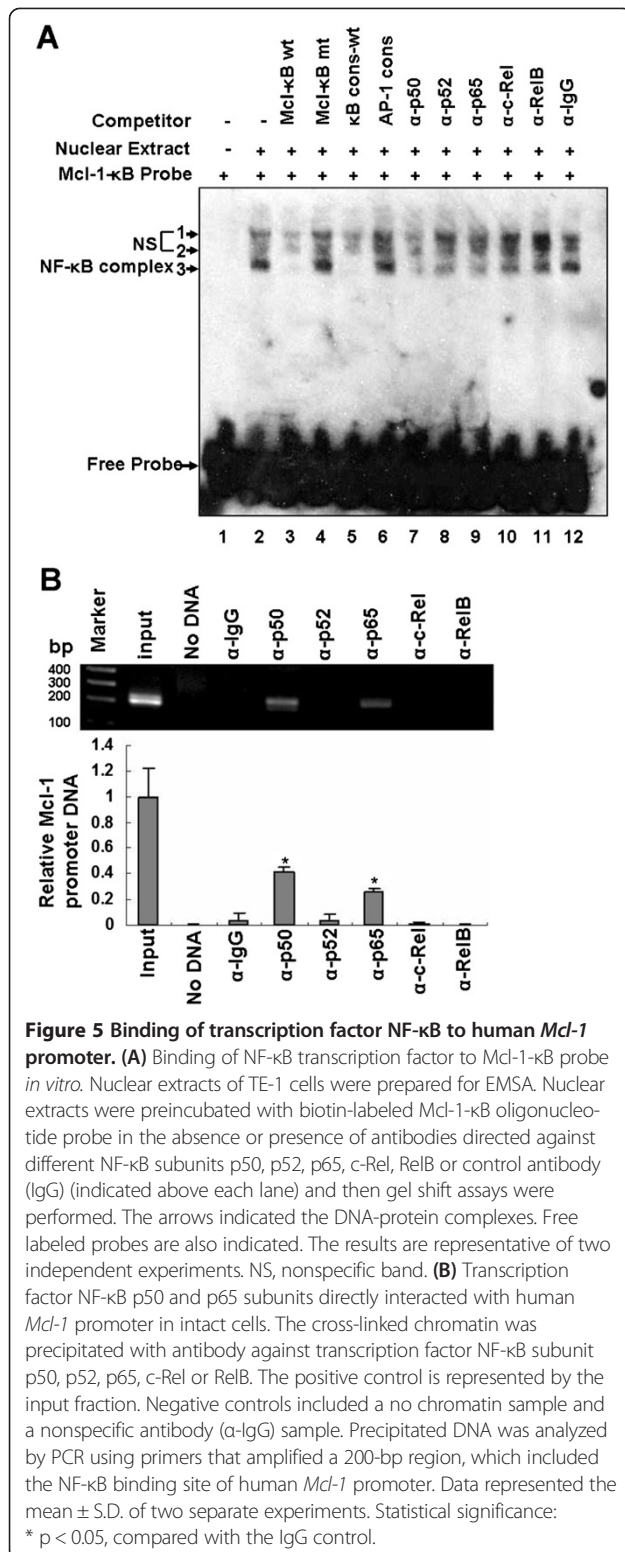 A
Mcl-κB wt
Mcl-κB mt
κB cons-wt
AP-1 cons
α-p50
α-p52
α-p65
α-c-Rel
α-RelB
α-IgG
Competitor - -
Nuclear Extract - + + + + + + + + + + +
Mcl-1-κB Probe + + + + + + + + + + + +
1
NS
2
NF-κB complex 3
Free Probe
1 2 3 4 5 6 7 8 9 10 11 12
B
bp
Marker
input
No DNA
α-IgG
α-p50
α-p52
α-p65
α-c-Rel
α-RelB
400
300
200
100
Relative Mcl-1
promoter DNA
1.4
1.2
1
0.8
0.6
0.4
0.2
0
*
*
Input
No DNA
α-IgG
α-p50
α-p52
α-p65
α-c-Rel
α-RelB
Figure 5 Binding of transcription factor NF-κB to human Mcl-1
promoter. (A) Binding of NF-κB transcription factor to Mcl-1-κB probe
in vitro. Nuclear extracts of TE-1 cells were prepared for EMSA. Nuclear
extracts were preincubated with biotin-labeled Mcl-1-κB oligonucleo-
tide probe in the absence or presence of antibodies directed against
different NF-κB subunits p50, p52, p65, c-Rel, RelB or control antibody
(IgG) (indicated above each lane) and then gel shift assays were
performed. The arrows indicated the DNA-protein complexes. Free
labeled probes are also indicated. The results are representative of two
independent experiments. NS, nonspecific band. (B) Transcription
factor NF-κB p50 and p65 subunits directly interacted with human
Mcl-1 promoter in intact cells. The cross-linked chromatin was
precipitated with antibody against transcription factor NF-κB subunit
p50, p52, p65, c-Rel or RelB. The positive control is represented by the
input fraction. Negative controls included a no chromatin sample and
a nonspecific antibody (α-IgG) sample. Precipitated DNA was analyzed
by PCR using primers that amplified a 200-bp region, which included
the NF-κB binding site of human Mcl-1 promoter. Data represented the
mean ± S.D. of two separate experiments. Statistical significance:
* p < 0.05, compared with the IgG control.